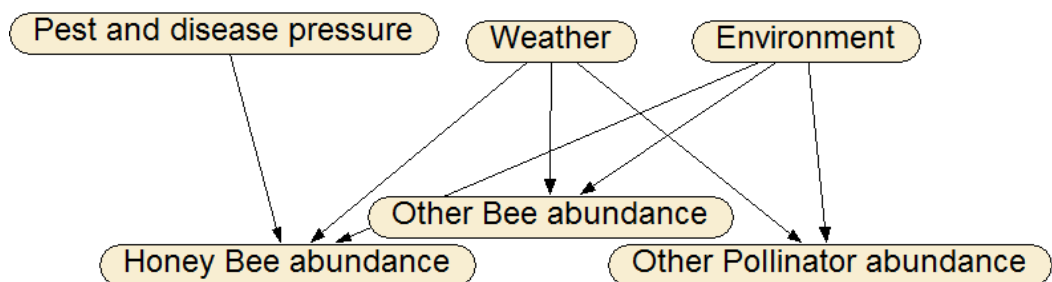 Pest and disease pressure
Weather
Environment
Other Bee abundance
Honey Bee abundance
Other Pollinator abundance